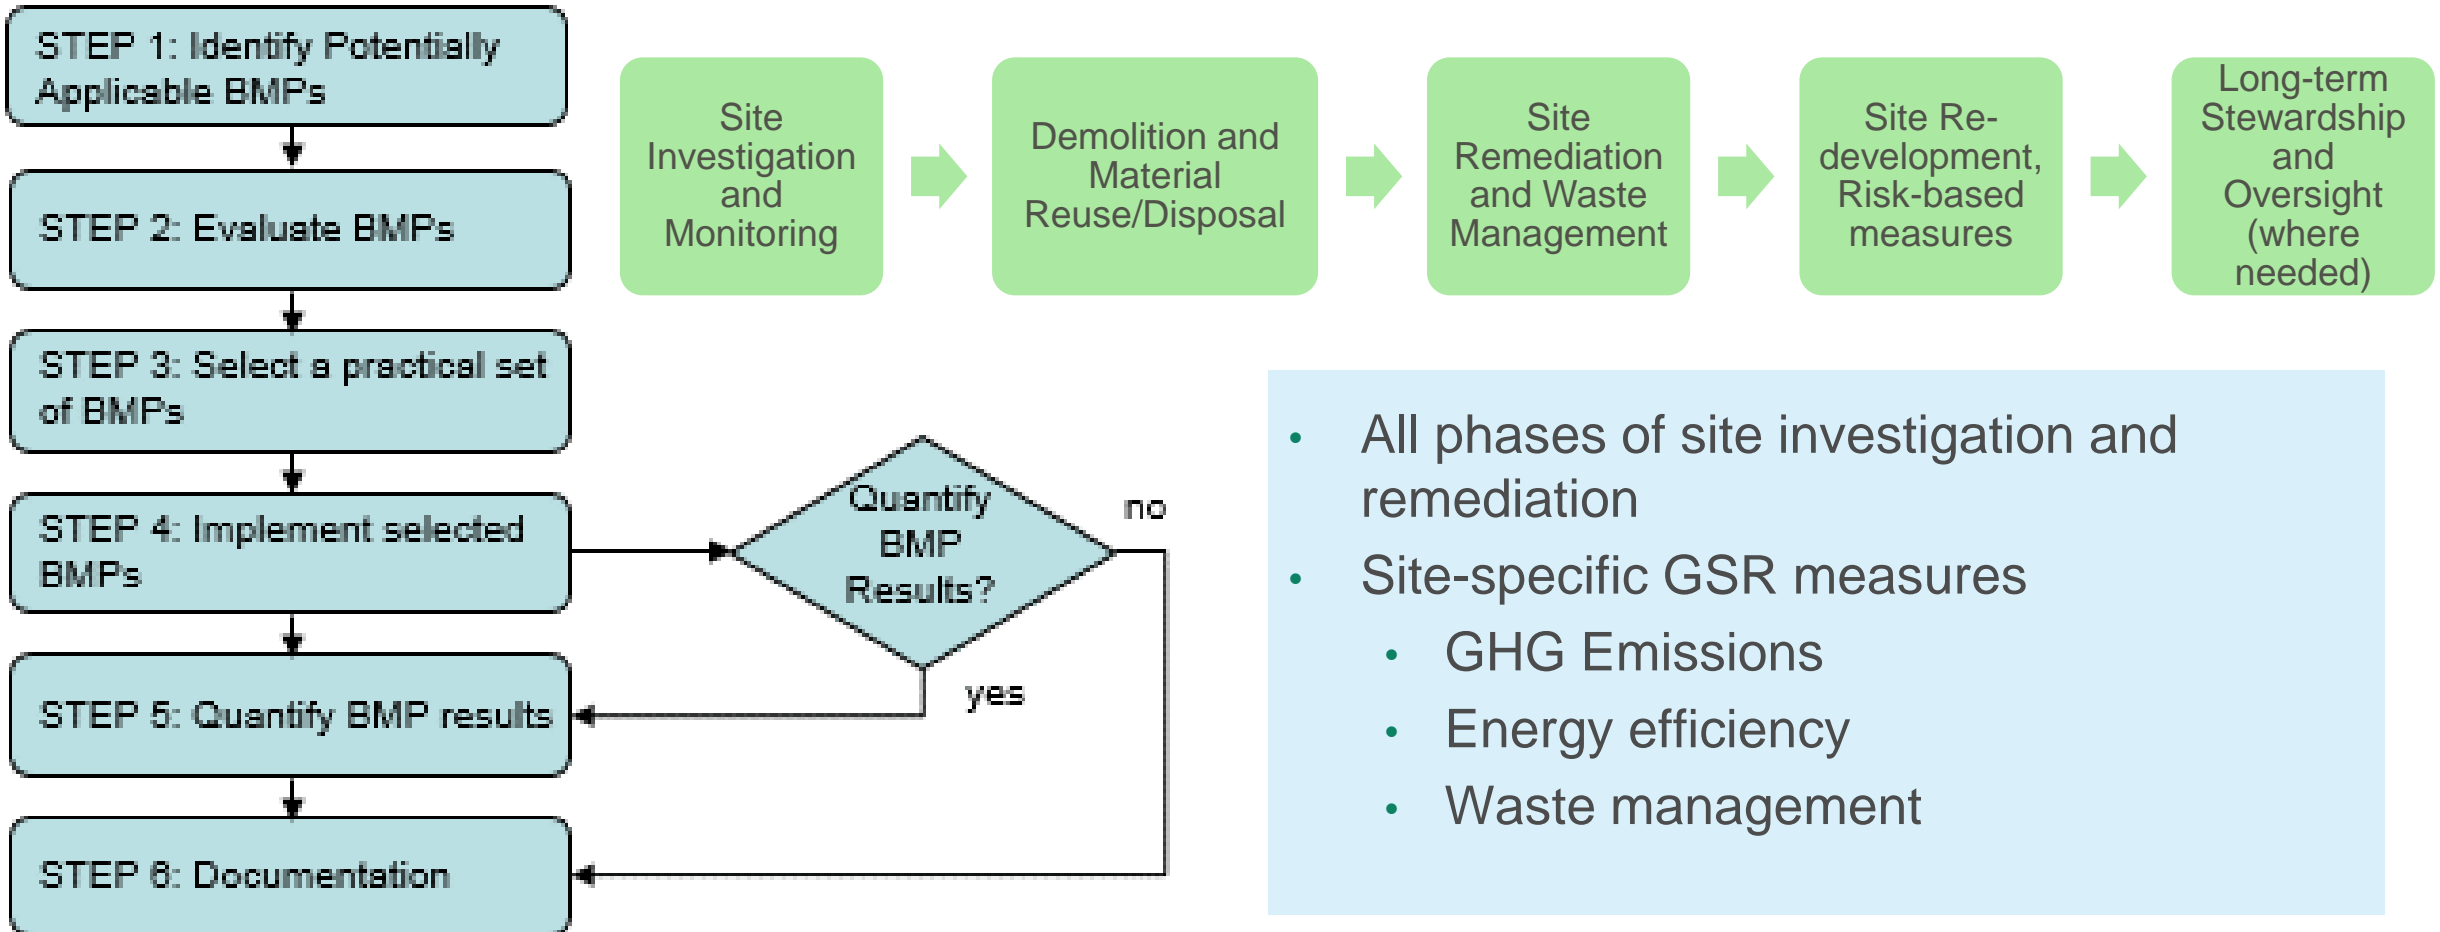 STEP 1: Identify Potentially
Applicable BMPs
STEP 2: Evaluate BMPs
STEP 3: Select a practical set
of BMPs
STEP 4: Implement selected
BMPs
STEP 5: Quantify BMP results
STEP 6: Documentation
Quantify
BMP
Results?
no
yes
Site
Investigation
and
Monitoring
Demolition and
Material
Reuse/Disposal
Site
Remediation
and Waste
Management
Site Re-
development,
Risk-based
measures
Long-term
Stewardship
and
Oversight
(where
needed)
• All phases of site investigation and
remediation
• Site-specific GSR measures
• GHG Emissions
• Energy efficiency
• Waste management